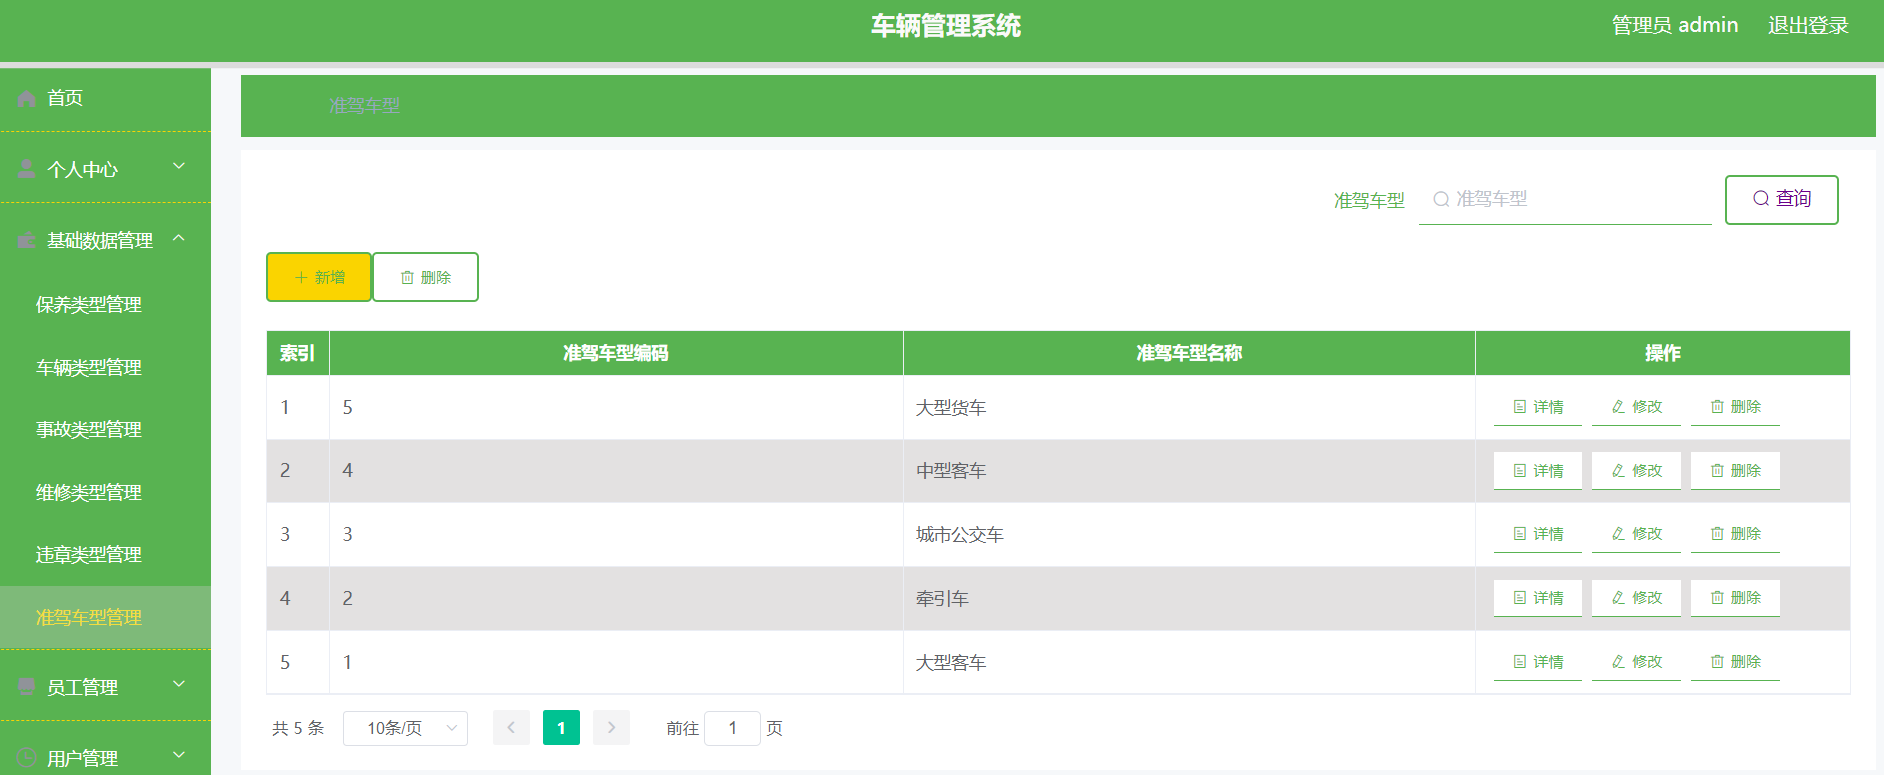 车辆管理系统
管理员 admin 退出登录
首页
个人中心
基础数据管理
保养类型管理
车辆类型管理
事故类型管理
维修类型管理
违章类型管理
准驾车型管理
员工管理
用户管理
准驾车型
准驾车型 准驾车型 查询
新增 删除
索引 准驾车型编码 准驾车型名称 操作
1 5 大型货车 详情 修改 删除
2 4 中型客车 详情 修改 删除
3 3 城市公交车 详情 修改 删除
4 2 牵引车 详情 修改 删除
5 1 大型客车 详情 修改 删除
共 5 条 10条/页 1 前往 1 页